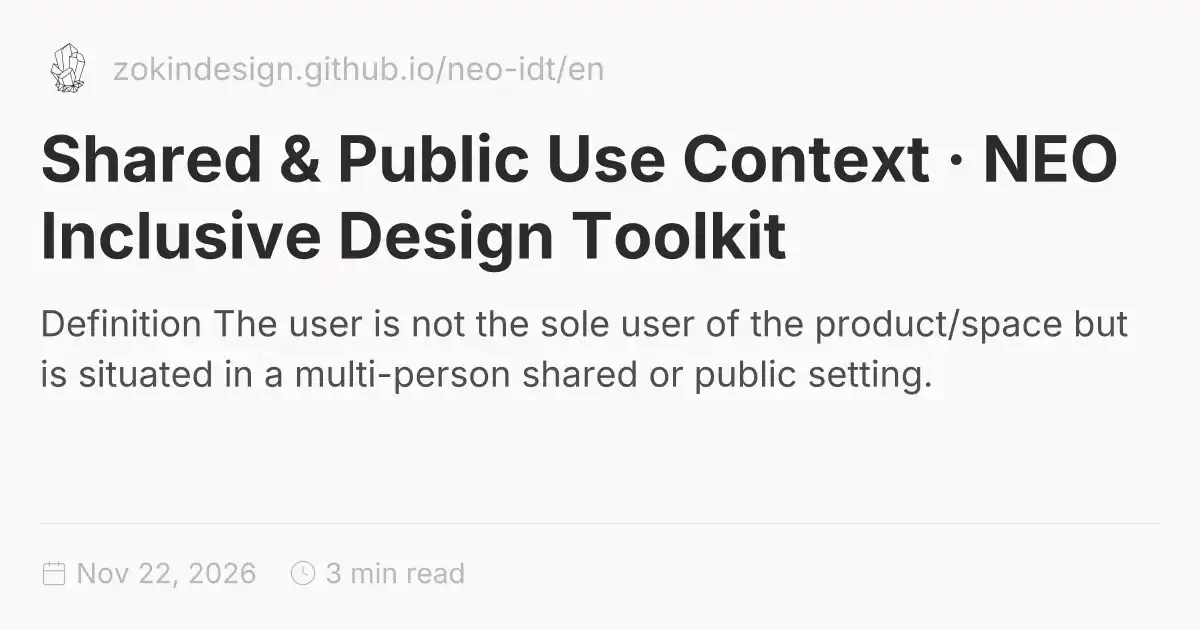 zokindesign.github.io/neo-idt/en
Shared & Public Use Context · NEO
Inclusive Design Toolkit
Definition The user is not the sole user of the product/space but
is situated in a multi-person shared or public setting.
Nov 22, 2026 3 min read